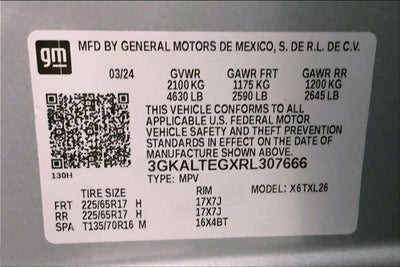 gm
MFD BY GENERAL MOTORS DE MEXICO, S. DE R.L. DE C.V.
03/24 GVWR GAWR FRT GAWR RR
2100 KG 1175 KG 1200 KG
4630 LB 2590 LB 2645 LB
THIS VEHICLE CONFORMS TO ALL
APPLICABLE U.S. FEDERAL MOTOR
VEHICLE SAFETY AND THEFT PREVENTION
STANDARDS IN EFFECT ON THE DATE OF
MANUFACTURE SHOWN ABOVE.
3GKALTEGXRL307666
130H TYPE: MPV
TIRE SIZE RIM MODEL: X6TXL26
FRT 225/65R17 H 17X7J
RR 225/65R17 H 17X7J
SPA T135/70R16 M 16X4BT